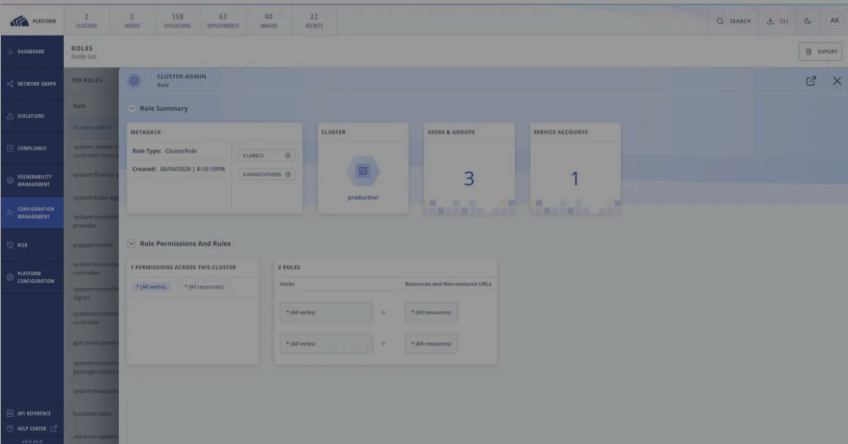 PLATFORM
2 CLUSTERS
3 NODES
158 VIOLATIONS
63 DEPLOYMENTS
48 IMAGES
22 SECRETS
SEARCH
CLI
AK
DASHBOARD
NETWORK GRAPH
VIOLATIONS
COMPLIANCE
VULNERABILITY
MANAGEMENT
CONFIGURATION
MANAGEMENT
RISK
PLATFORM
CONFIGURATION
API REFERENCE
HELP CENTER
ROLES
Entity List
EXPORT
ROLES
Role
cluster-admin
CLUSTER-ADMIN
Role
Role Summary
METADATA
Role Type: ClusterRole
Created: 06/04/2020 | 8:10:10PM
0 LABELS
0 ANNOTATIONS
CLUSTER
production
USERS & GROUPS
3
SERVICE ACCOUNTS
1
Role Permissions And Rules
1 PERMISSIONS ACROSS THIS CLUSTER
* (All verbs)
* (All resources)
2 RULES
Verbs
Resources and Non-resource URLs
* (All verbs)
* (All resources)
* (All verbs)
* (All resources)